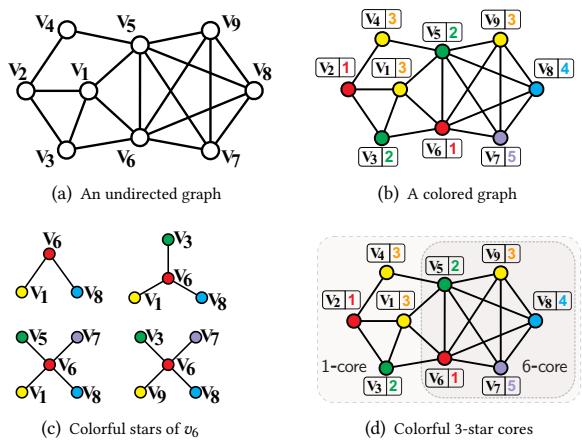 V4 V5 V9
V2 V1 V8
V3 V6 V7
(a) An undirected graph
V4 3 V5 2 V9 3
V2 1 V1 3 V8 4
V3 2 V6 1 V7 5
(b) A colored graph
V6
V1 V8
V3
V6
V1 V8
V5 V7
V6
V1 V8
V3 V7
V6
V9 V8
(c) Colorful stars of v6
V4 3 V5 2 V9 3
V2 1 V1 3 V8 4
1-core 6-core
V3 2 V6 1 V7 5
(d) Colorful 3-star cores